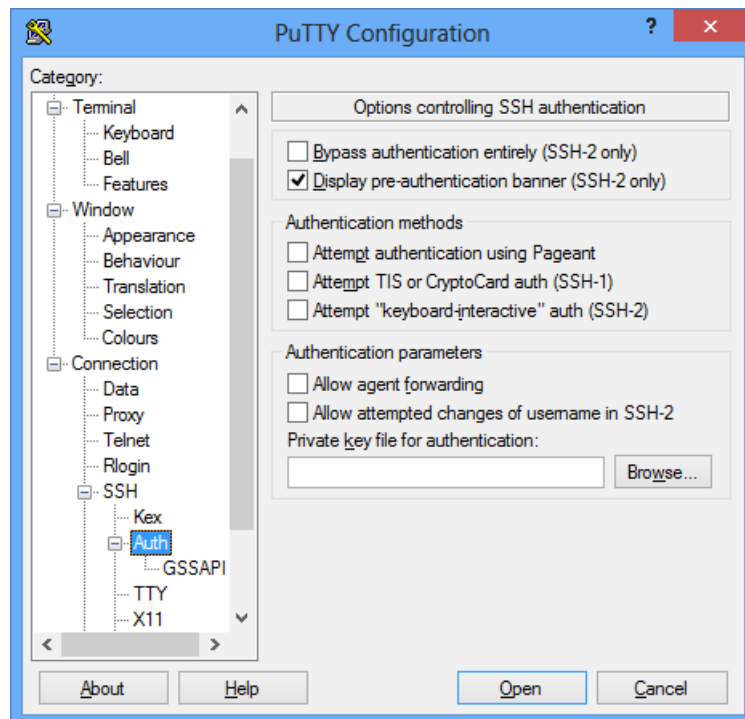 PuTTY Configuration
?
Category:
Terminal
Keyboard
Bell
Features
Window
Appearance
Behaviour
Translation
Selection
Colours
Connection
Data
Proxy
Telnet
Rlogin
SSH
Kex
Auth
GSSAPI
TTY
X11
Options controlling SSH authentication
Bypass authentication entirely (SSH-2 only)
Display pre-authentication banner (SSH-2 only)
Authentication methods
Attempt authentication using Pageant
Attempt TIS or CryptoCard auth (SSH-1)
Attempt "keyboard-interactive" auth (SSH-2)
Authentication parameters
Allow agent forwarding
Allow attempted changes of username in SSH-2
Private key file for authentication:
Browse...
About
Help
Open
Cancel